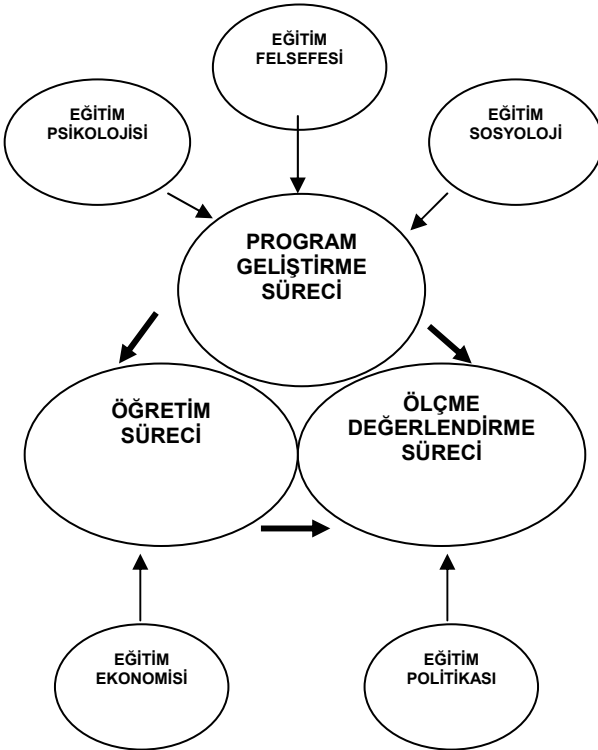 EĞİTİM
FELSEFESİ
EĞİTİM
PSİKOLOJİSİ
EĞİTİM
SOSYOLOJİ
PROGRAM
GELİŞTİRME
SÜRECİ
ÖĞRETİM
SÜRECİ
ÖLÇME
DEĞERLENDİRME
SÜRECİ
EĞİTİM
EKONOMİSİ
EĞİTİM
POLİTİKASI